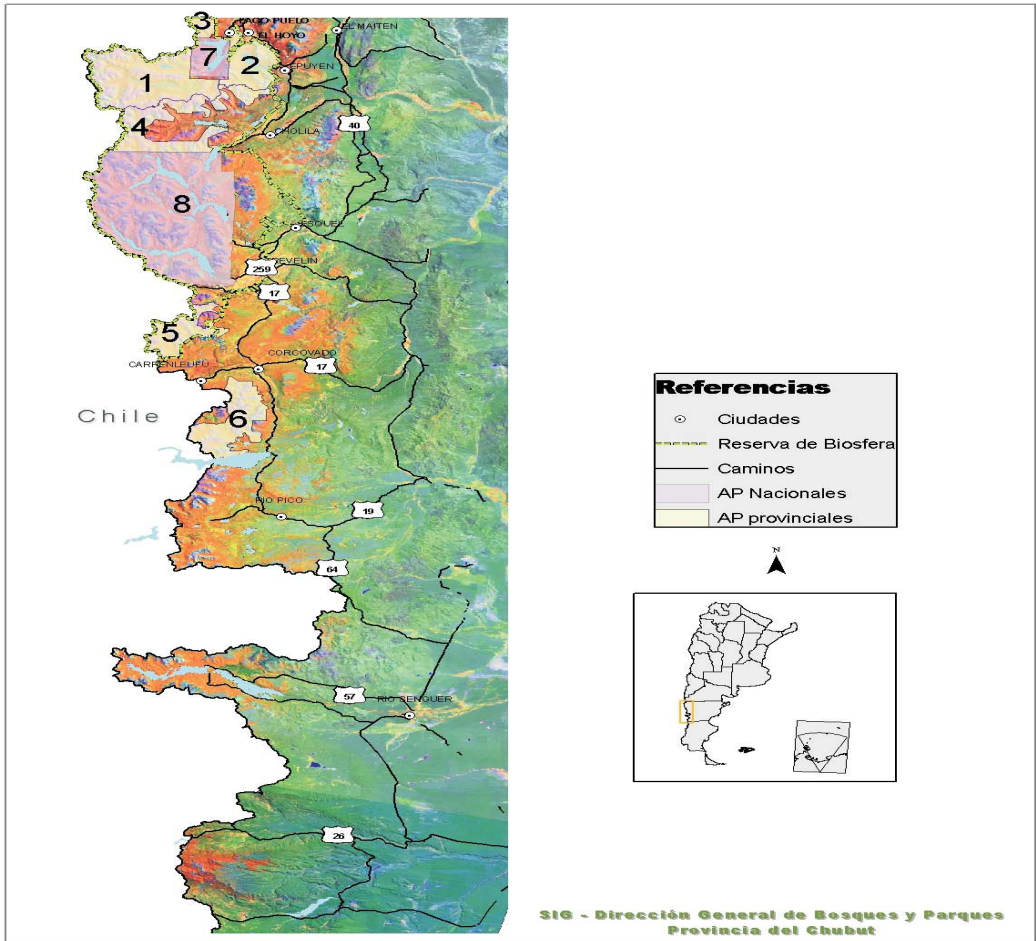 3
LAGO PUELO
EL MAITEN
EL HOYO
7
2
EPUYEN
1
4
40
CHOLILA
8
ESQUEL
TREVELIN
259
17
5
CORCOVADO
CARRENLEUFU
17
Chile
6
RIO PICO
19
64
57
RIO SENGUER
26
Referencias
Ciudades
Reserva de Biosfera
Caminos
AP Nacionales
AP provinciales
N
SIG - Dirección General de Bosques y Parques
Provincia del Chubut